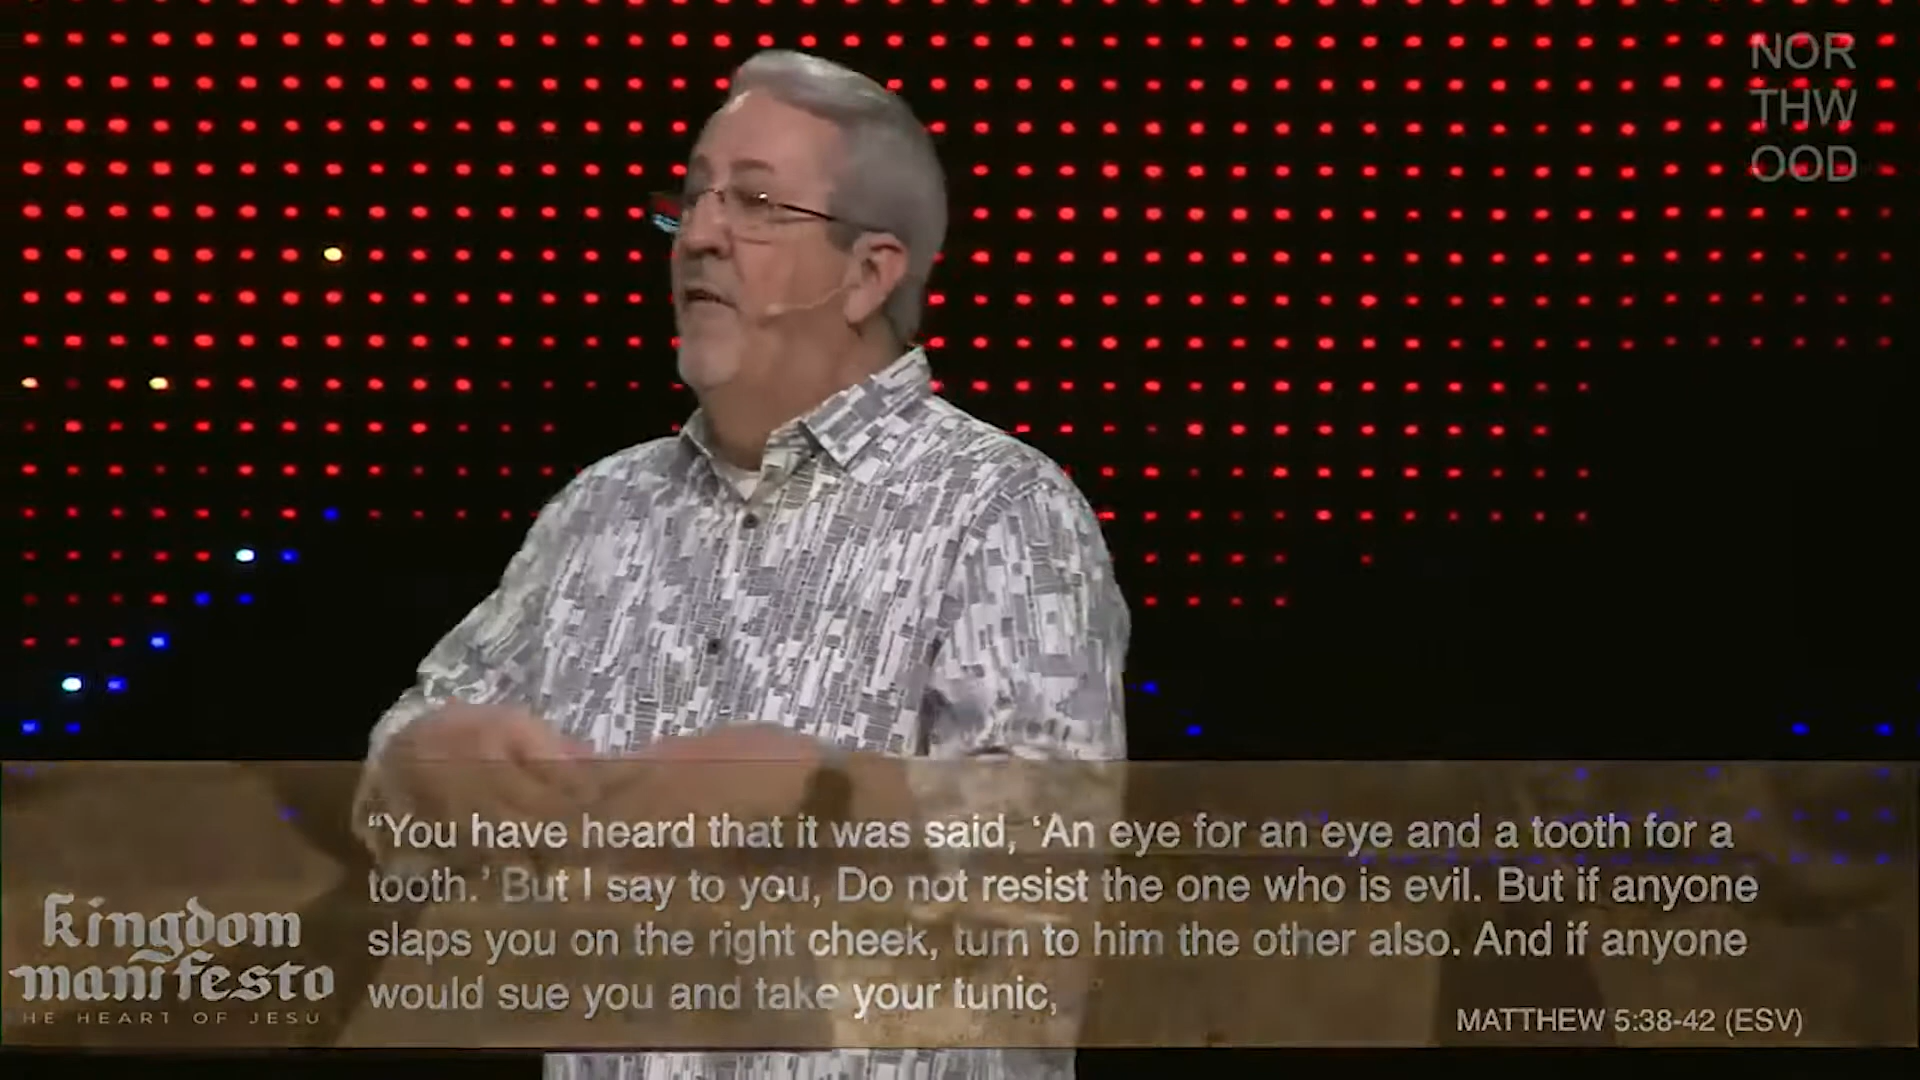 NOR
THW
OOD
“You have heard that it was said, ‘An eye for an eye and a tooth for a
tooth.’ But I say to you, Do not resist the one who is evil. But if anyone
slaps you on the right cheek, turn to him the other also. And if anyone
would sue you and take your tunic,
kingdom
manifesto
HE HEART OF JESU
MATTHEW 5:38-42 (ESV)